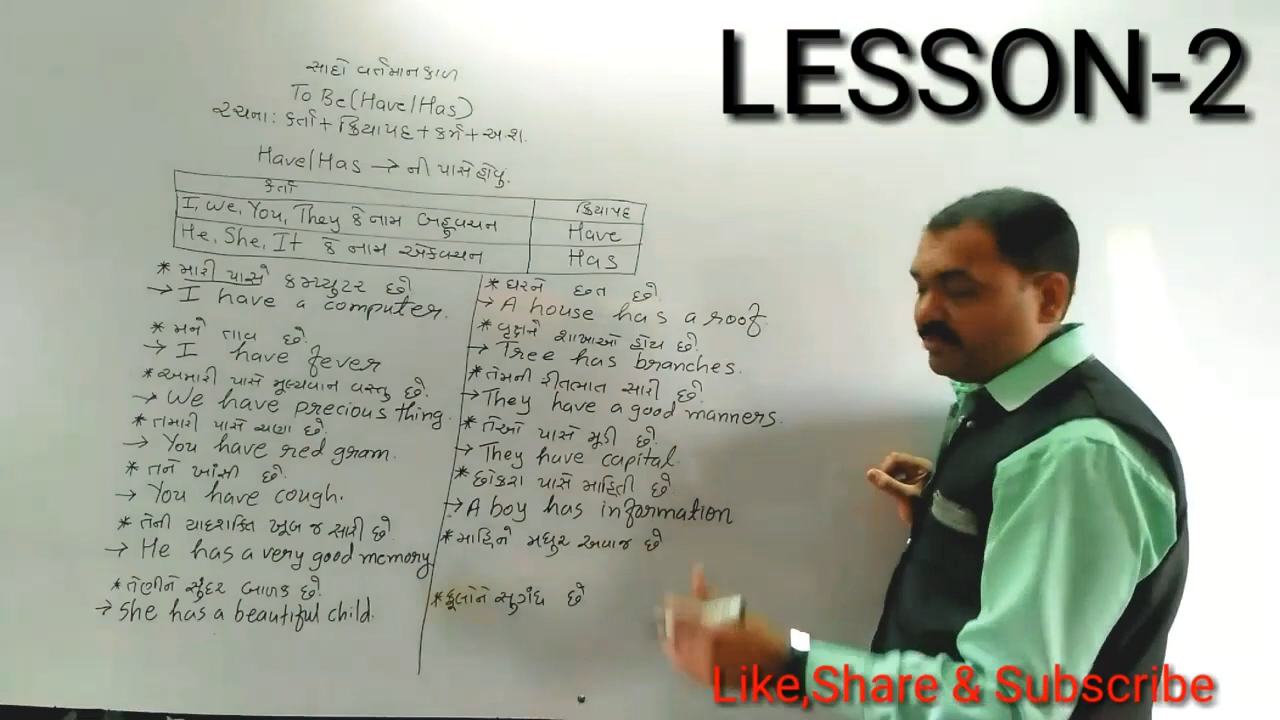 LESSON-2
સાદો વર્તમાનકાળ
To Be (Have/Has)
રચના: કર્તા + ક્રિયાપદ + કર્મ + અ.શ.
Have/Has → ની પાસે હોવું.
કર્તા ક્રિયાપદ
I, we, You, They કે નામ બહુવચન Have
He, She, It કે નામ એકવચન Has
* મારી પાસે કમ્પ્યુટર છે
→ I have a computer.
* મને તાવ છે.
→ I have fever
* અમારી પાસે મૂલ્યવાન વસ્તુ છે.
→ We have precious thing.
* તમારી પાસે ચણા છે.
→ You have red gram.
* તને ખાંસી છે.
→ You have cough.
* તેની યાદશક્તિ ખૂબ જ સારી છે.
→ He has a very good memory
* તેણીને સુંદર બાળક છે.
→ She has a beautiful child.
* ઘરને છત છે.
→ A house has a roof.
* વૃક્ષને શાખાઓ હોય છે.
→ Tree has branches.
* તેમની રીતભાત સારી છે.
→ They have a good manners.
* તેઓ પાસે મૂડી છે.
→ They have capital.
* છોકરા પાસે માહિતી છે.
→ A boy has information
* માહિને મધુર અવાજ છે
* ફૂલોને સુગંધ છે
Like,Share & Subscribe